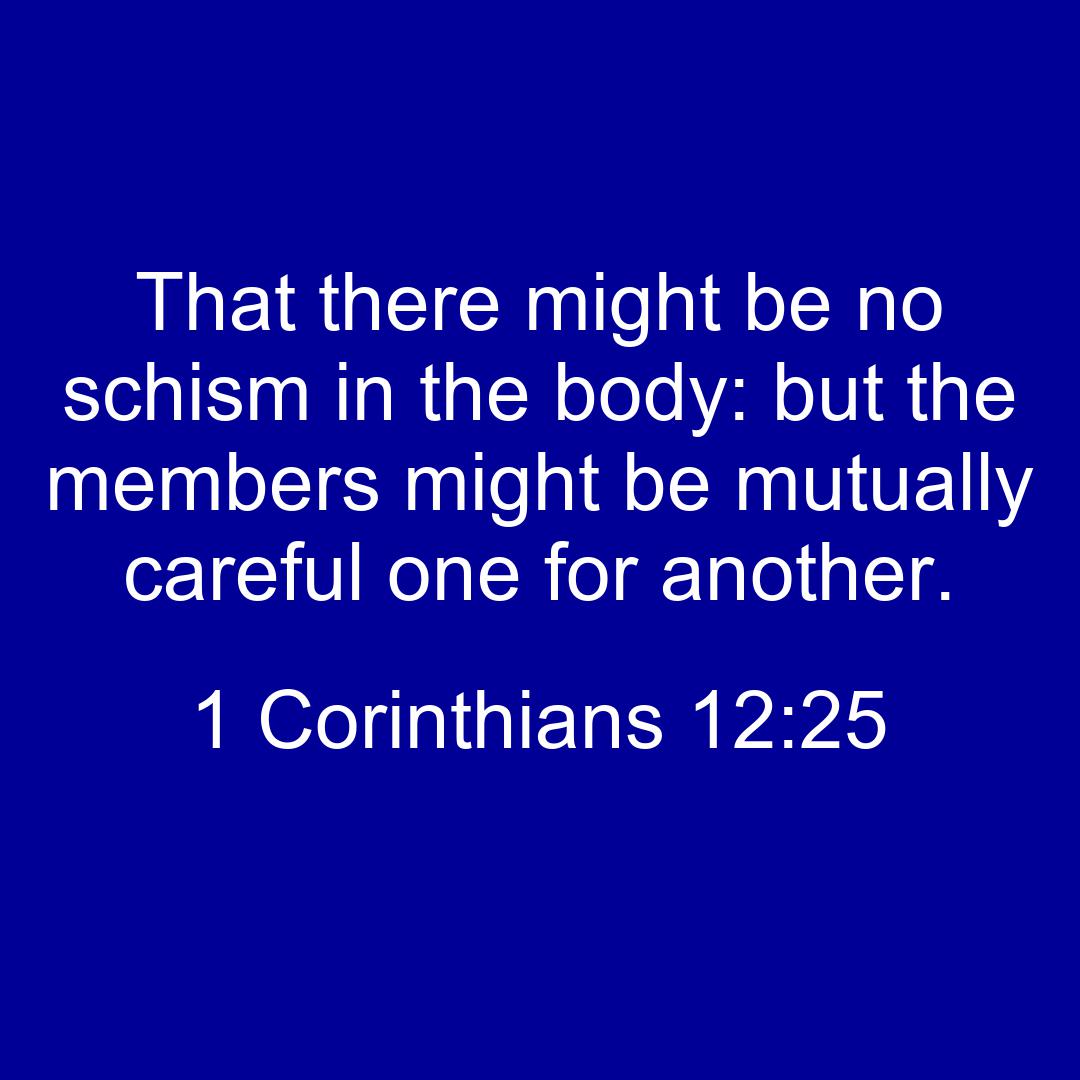 That there might be no
schism in the body: but the
members might be mutually
careful one for another.
1 Corinthians 12:25